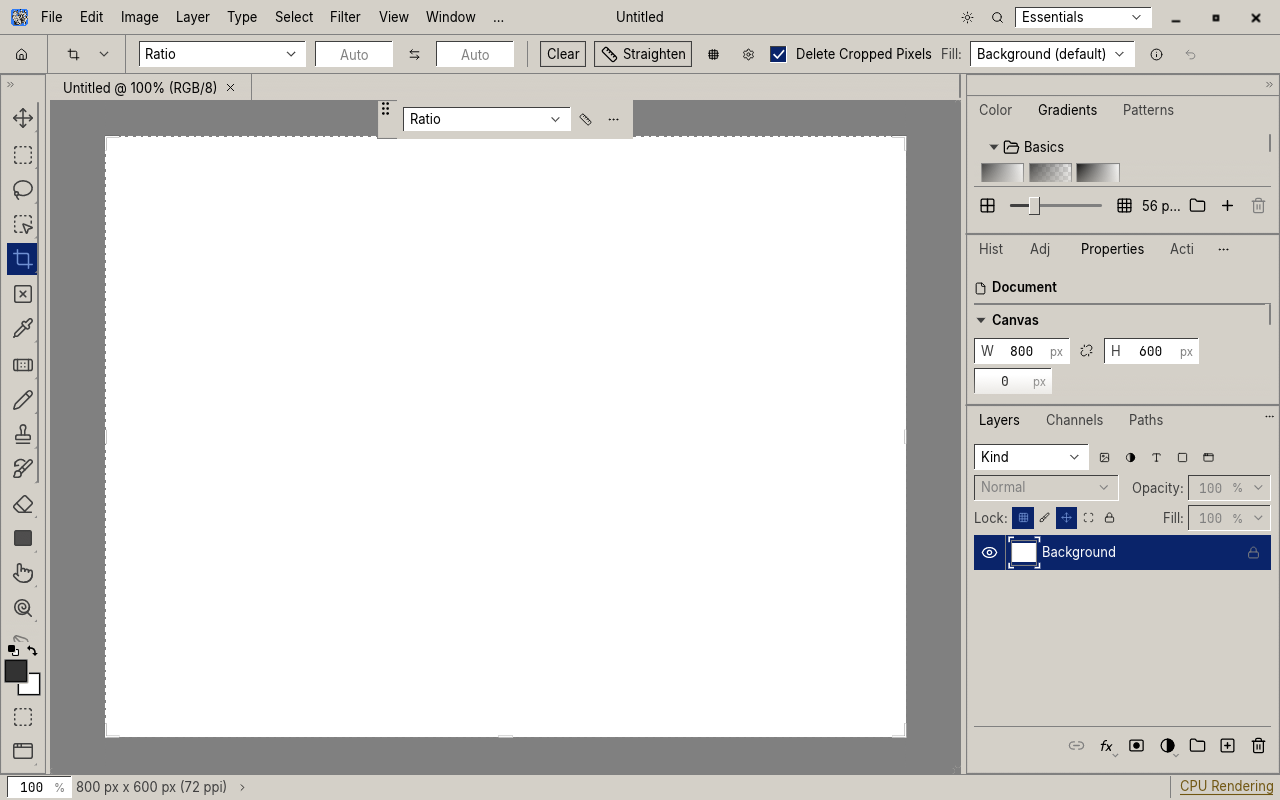 File Edit Image Layer Type Select Filter View Window ... Untitled Essentials
Ratio Auto Auto Clear Straighten Delete Cropped Pixels Fill: Background (default)
Untitled @ 100% (RGB/8)
Ratio
Color Gradients Patterns
Basics
56 p...
Hist Adj Properties Acti
Document
Canvas
W 800 px H 600 px
0 px
Layers Channels Paths
Kind
Normal Opacity: 100 %
Lock: Fill: 100 %
Background
100 % 800 px x 600 px (72 ppi) CPU Rendering